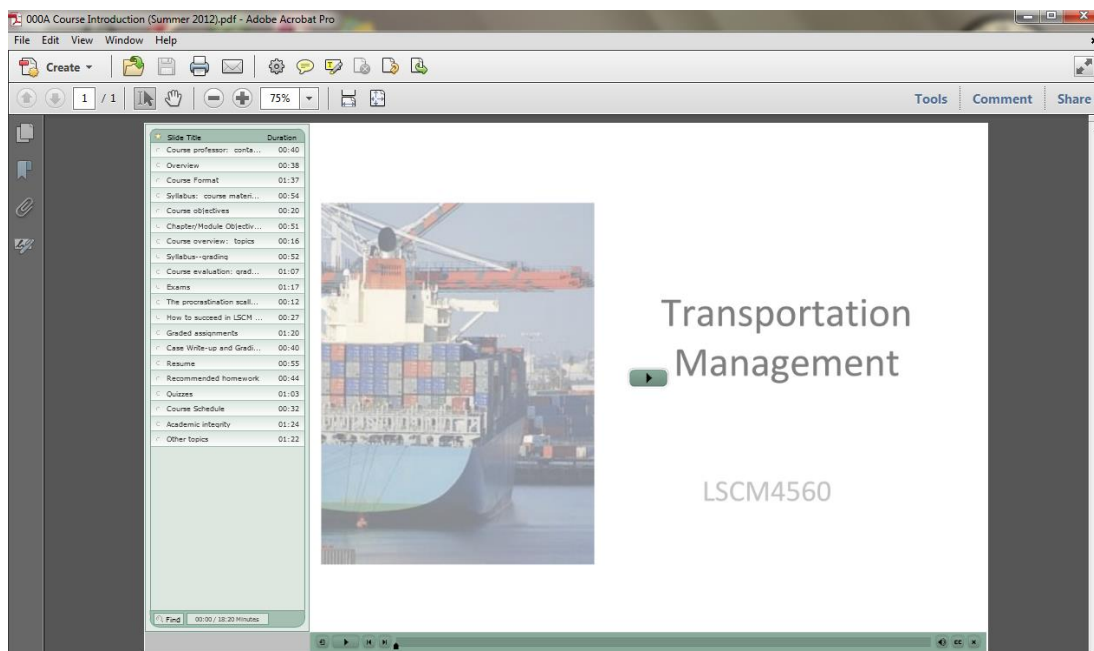 000A Course Introduction (Summer 2012).pdf - Adobe Acrobat Pro
File Edit View Window Help
Create
1 / 1 75% Tools Comment Share
Slide Title Duration
Course professor: conta... 00:40
Overview 00:38
Course Format 01:37
Syllabus: course materi... 00:54
Course objectives 00:20
Chapter/Module Objectiv... 00:51
Course overview: topics 00:16
Syllabus--grading 00:52
Course evaluation: grad... 01:07
Exams 01:17
The procrastination scall... 00:12
How to succeed in LSCM ... 00:27
Graded assignments 01:20
Case Write-up and Gradi... 00:40
Resume 00:55
Recommended homework 00:44
Quizzes 01:03
Course Schedule 00:32
Academic integrity 01:24
Other topics 01:22
Transportation
Management
LSCM4560
Find 00:00 / 18:20 Minutes
CC